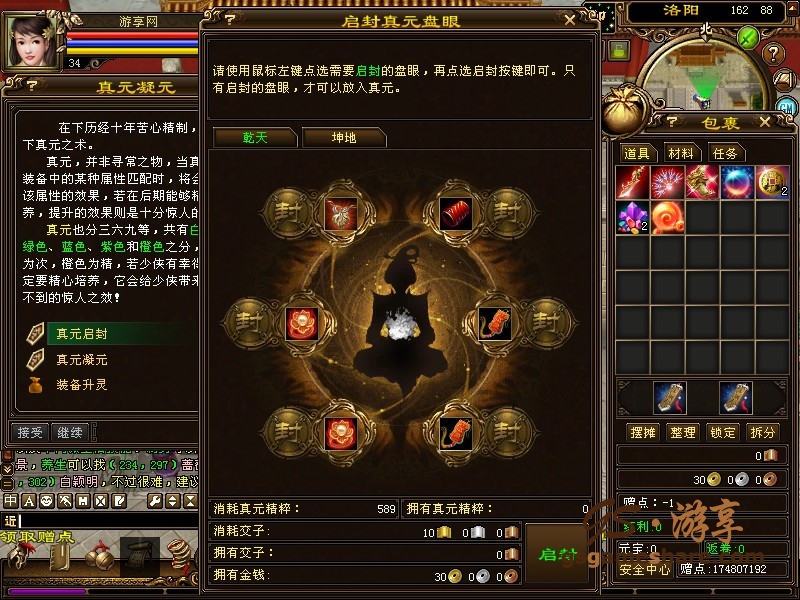 游享网
34
真元凝元
在下历经十年苦心精制，
下真元之术。
真元，并非寻常之物，当真
装备中的某种属性匹配时，将会
该属性的效果，若在后期能够精
养，提升的效果则是十分惊人的
真元也分三六九等，共有白
绿色、蓝色、紫色和橙色之分，
为次，橙色为精，若少侠有幸得
定要精心培养，它会给少侠带来
不到的惊人之效！
真元启封
真元凝元
装备升灵
接受
继续
景，养生可以找(234, 297)蔷
，302)白颖明，不过很难，建议
中
近
领取赠点
启封真元盘眼
请使用鼠标左键点选需要启封的盘眼，再点选启封按键即可。只
有启封的盘眼，才可以放入真元。
乾天
坤地
封
封
封
封
封
封
消耗真元精粹：
589
拥有真元精粹：
0
消耗交子：
10
0
0
拥有交子：
0
拥有金钱：
30
0
0
启封
洛阳
162 88
北
包裹
道具
材料
任务
2
2
摆摊
整理
锁定
拆分
0
30
0
0
赠点：-1
红利:0
元宝:0
返卷:0
安全中心
赠点:174807192
游享